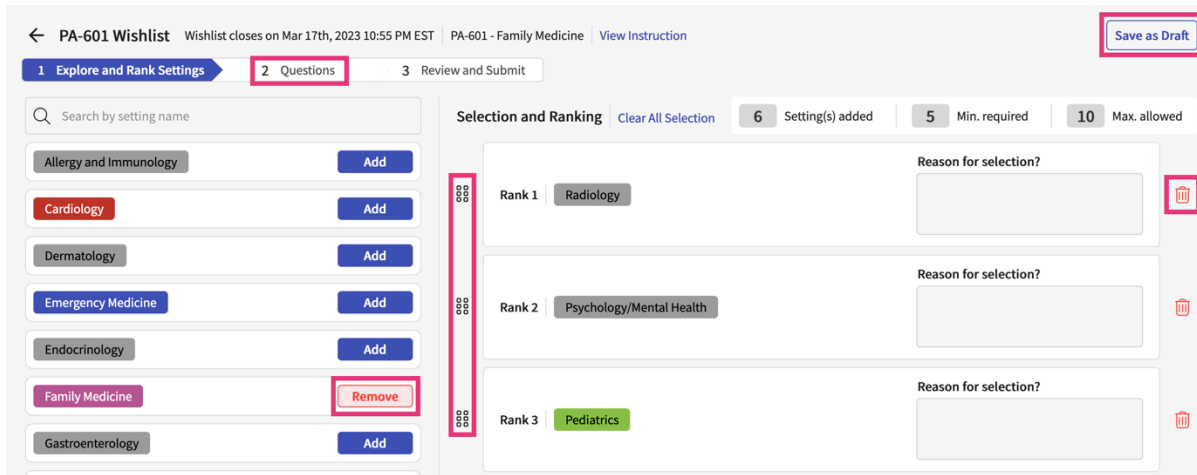 PA-601 Wishlist Wishlist closes on Mar 17th, 2023 10:55 PM EST PA-601 - Family Medicine View Instruction Save as Draft
1 Explore and Rank Settings 2 Questions 3 Review and Submit
Search by setting name
Allergy and Immunology Add
Cardiology Add
Dermatology Add
Emergency Medicine Add
Endocrinology Add
Family Medicine Remove
Gastroenterology Add
Selection and Ranking Clear All Selection 6 Setting(s) added 5 Min. required 10 Max. allowed
Reason for selection?
Rank 1 Radiology
Reason for selection?
Rank 2 Psychology/Mental Health
Reason for selection?
Rank 3 Pediatrics